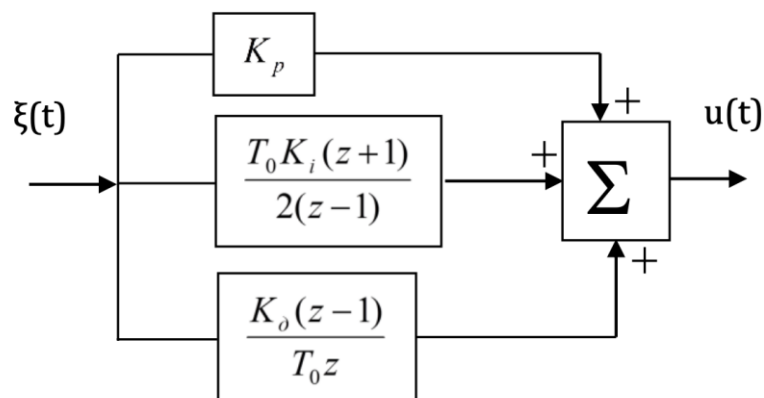 K_p
+
ξ(t)
u(t)
T_0 K_i (z+1)
2(z−1)
+
Σ
+
K_∂ (z−1)
T_0 z